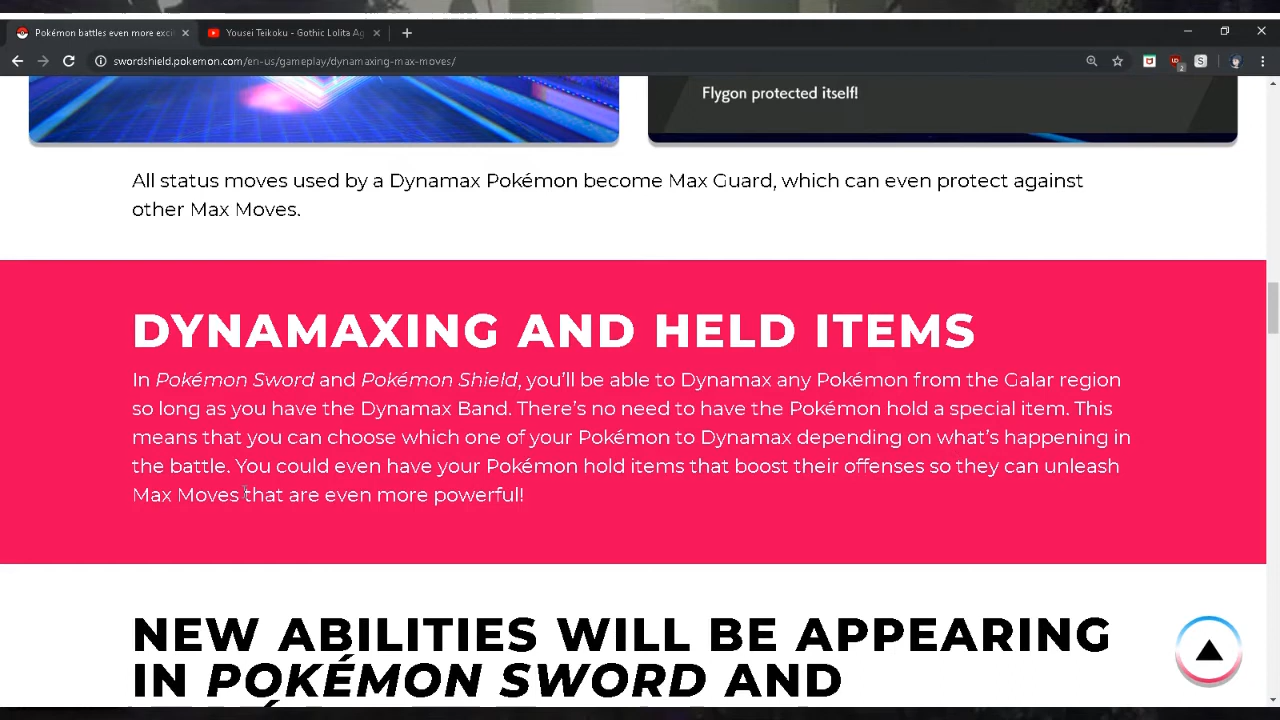 Pokémon battles even more exci
Yousei Teikoku - Gothic Lolita Ag
swordshield.pokemon.com/en-us/gameplay/dynamaxing-max-moves/
Flygon protected itself!
All status moves used by a Dynamax Pokémon become Max Guard, which can even protect against
other Max Moves.
DYNAMAXING AND HELD ITEMS
In Pokémon Sword and Pokémon Shield, you'll be able to Dynamax any Pokémon from the Galar region
so long as you have the Dynamax Band. There's no need to have the Pokémon hold a special item. This
means that you can choose which one of your Pokémon to Dynamax depending on what's happening in
the battle. You could even have your Pokémon hold items that boost their offenses so they can unleash
Max Moves that are even more powerful!
NEW ABILITIES WILL BE APPEARING
IN POKÉMON SWORD AND